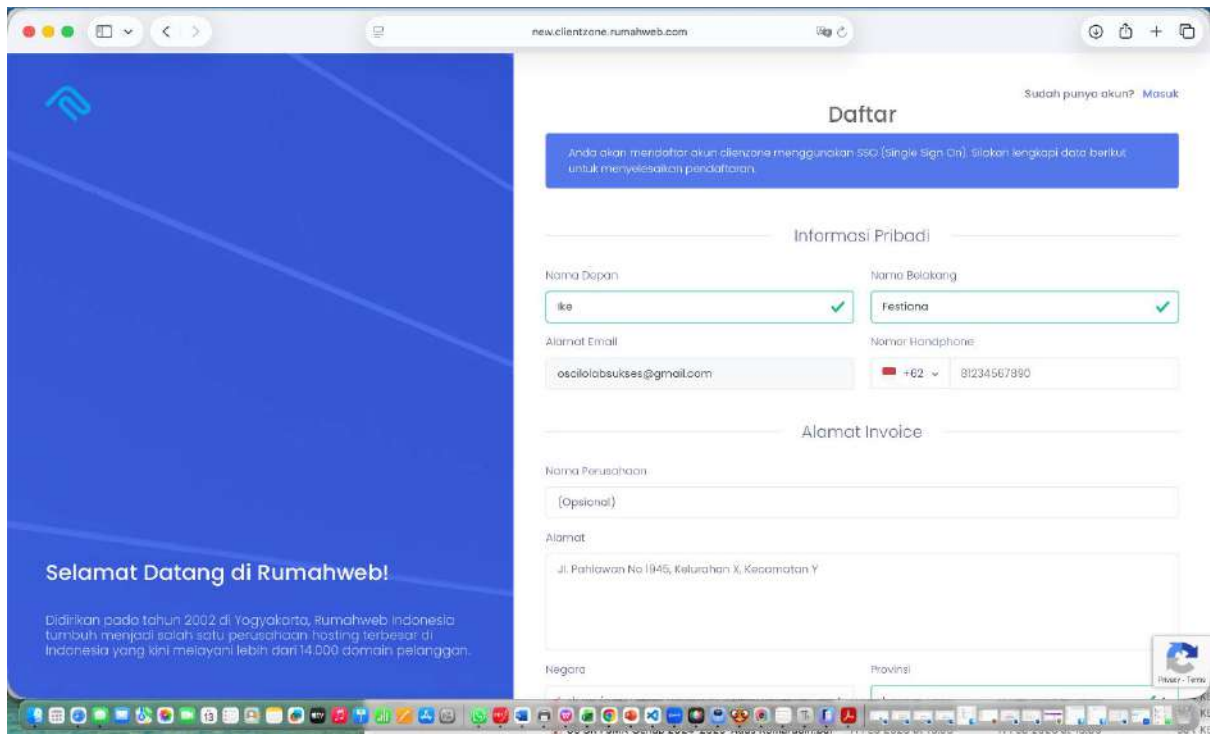 new.clientzone.rumahweb.com
Sudah punya akun? Masuk
Daftar
Anda akan mendaftar akun clienzone menggunakan SSO (Single Sign On). Silakan lengkapi data berikut
untuk menyelesaikan pendaftaran.
Informasi Pribadi
Nama Depan
Nama Belakang
Ike
Festiana
Alamat Email
Nomor Handphone
oscilolabsukses@gmail.com
+62
81234567890
Alamat Invoice
Nama Perusahaan
(Opsional)
Alamat
Jl. Pahlawan No 1945, Kelurahan X, Kecamatan Y
Negara
Provinsi
Selamat Datang di Rumahweb!
Didirikan pada tahun 2002 di Yogyakarta, Rumahweb Indonesia
tumbuh menjadi salah satu perusahaan hosting terbesar di
Indonesia yang kini melayani lebih dari 14.000 domain pelanggan.
Privacy - Terms